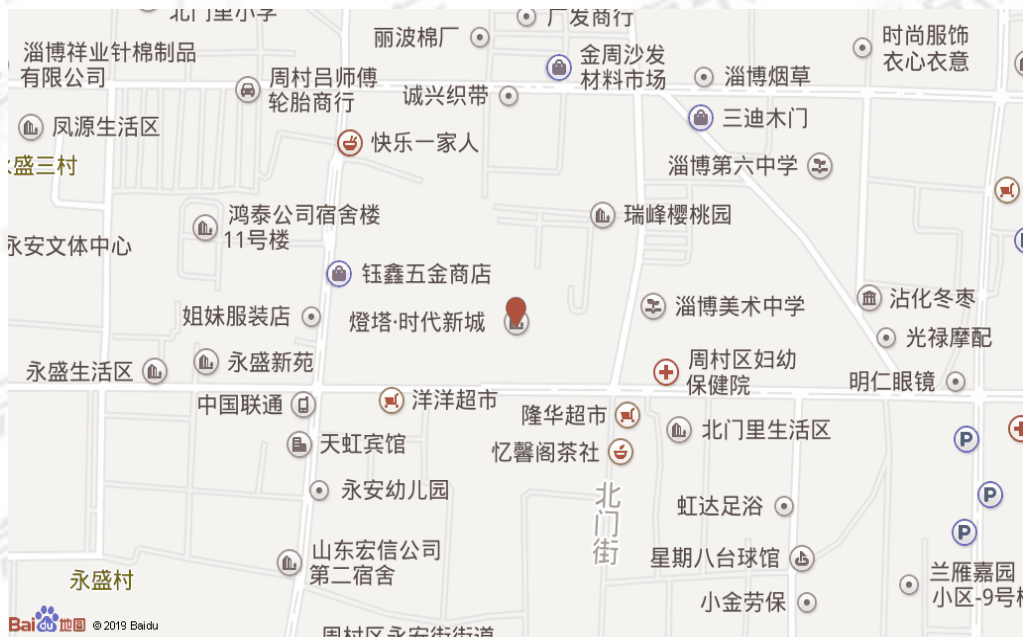 北门里小学
广发商行
丽波棉厂
时尚服饰
衣心衣意
淄博祥业针棉制品
有限公司
金周沙发
材料市场
淄博烟草
周村吕师傅
轮胎商行
诚兴织带
三迪木门
凤源生活区
快乐一家人
永盛三村
淄博第六中学
鸿泰公司宿舍楼
11号楼
瑞峰樱桃园
永安文体中心
钰鑫五金商店
沾化冬枣
姐妹服装店
燈塔·时代新城
淄博美术中学
光禄摩配
永盛生活区
永盛新苑
周村区妇幼
保健院
明仁眼镜
中国联通
洋洋超市
隆华超市
北门里生活区
天虹宾馆
忆馨阁茶社
P
永安幼儿园
北门街
虹达足浴
P
P
山东宏信公司
第二宿舍
星期八台球馆
永盛村
兰雁嘉园
小区-9号楼
小金劳保
Bai du 地图 © 2019 Baidu
周村区永安街街道